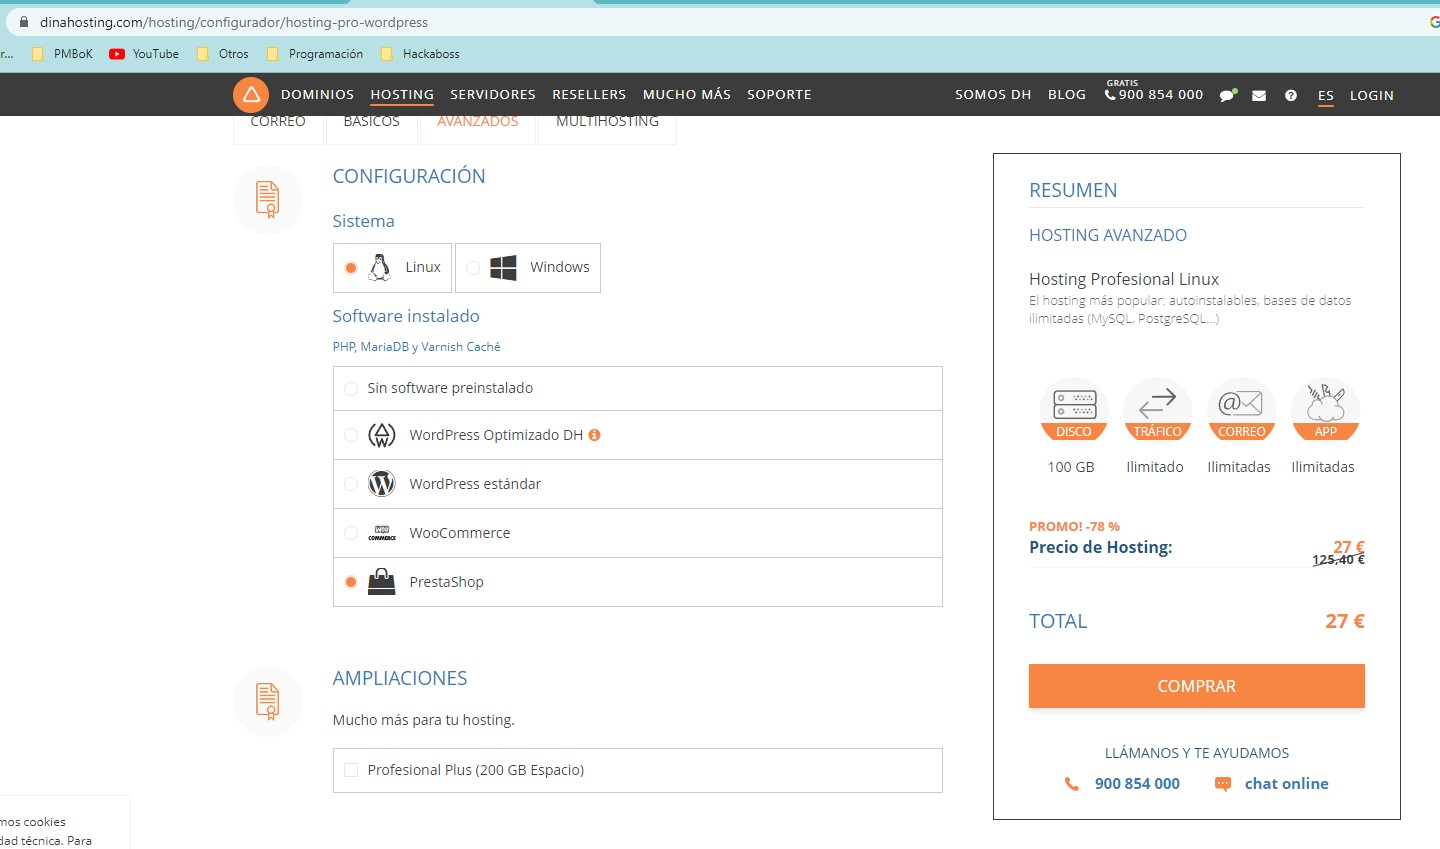 dinahosting.com/hosting/configurador/hosting-pro-wordpress
r... PMBoK YouTube Otros Programación Hackaboss
DOMINIOS HOSTING SERVIDORES RESELLERS MUCHO MÁS SOPORTE SOMOS DH BLOG GRATIS 900 854 000 ES LOGIN
CORREO BÁSICOS AVANZADOS MULTIHOSTING
CONFIGURACIÓN
Sistema
Linux Windows
Software instalado
PHP, MariaDB y Varnish Caché
Sin software preinstalado
WordPress Optimizado DH
WordPress estándar
WOO COMMERCE WooCommerce
PrestaShop
AMPLIACIONES
Mucho más para tu hosting.
Profesional Plus (200 GB Espacio)
mos cookies
dad técnica. Para
RESUMEN
HOSTING AVANZADO
Hosting Profesional Linux
El hosting más popular: autoinstalables, bases de datos
ilimitadas (MySQL, PostgreSQL...)
DISCO TRÁFICO CORREO APP
100 GB Ilimitado Ilimitadas Ilimitadas
PROMO! -78 %
Precio de Hosting: 27 €
125,40 €
TOTAL 27 €
COMPRAR
LLÁMANOS Y TE AYUDAMOS
900 854 000 chat online